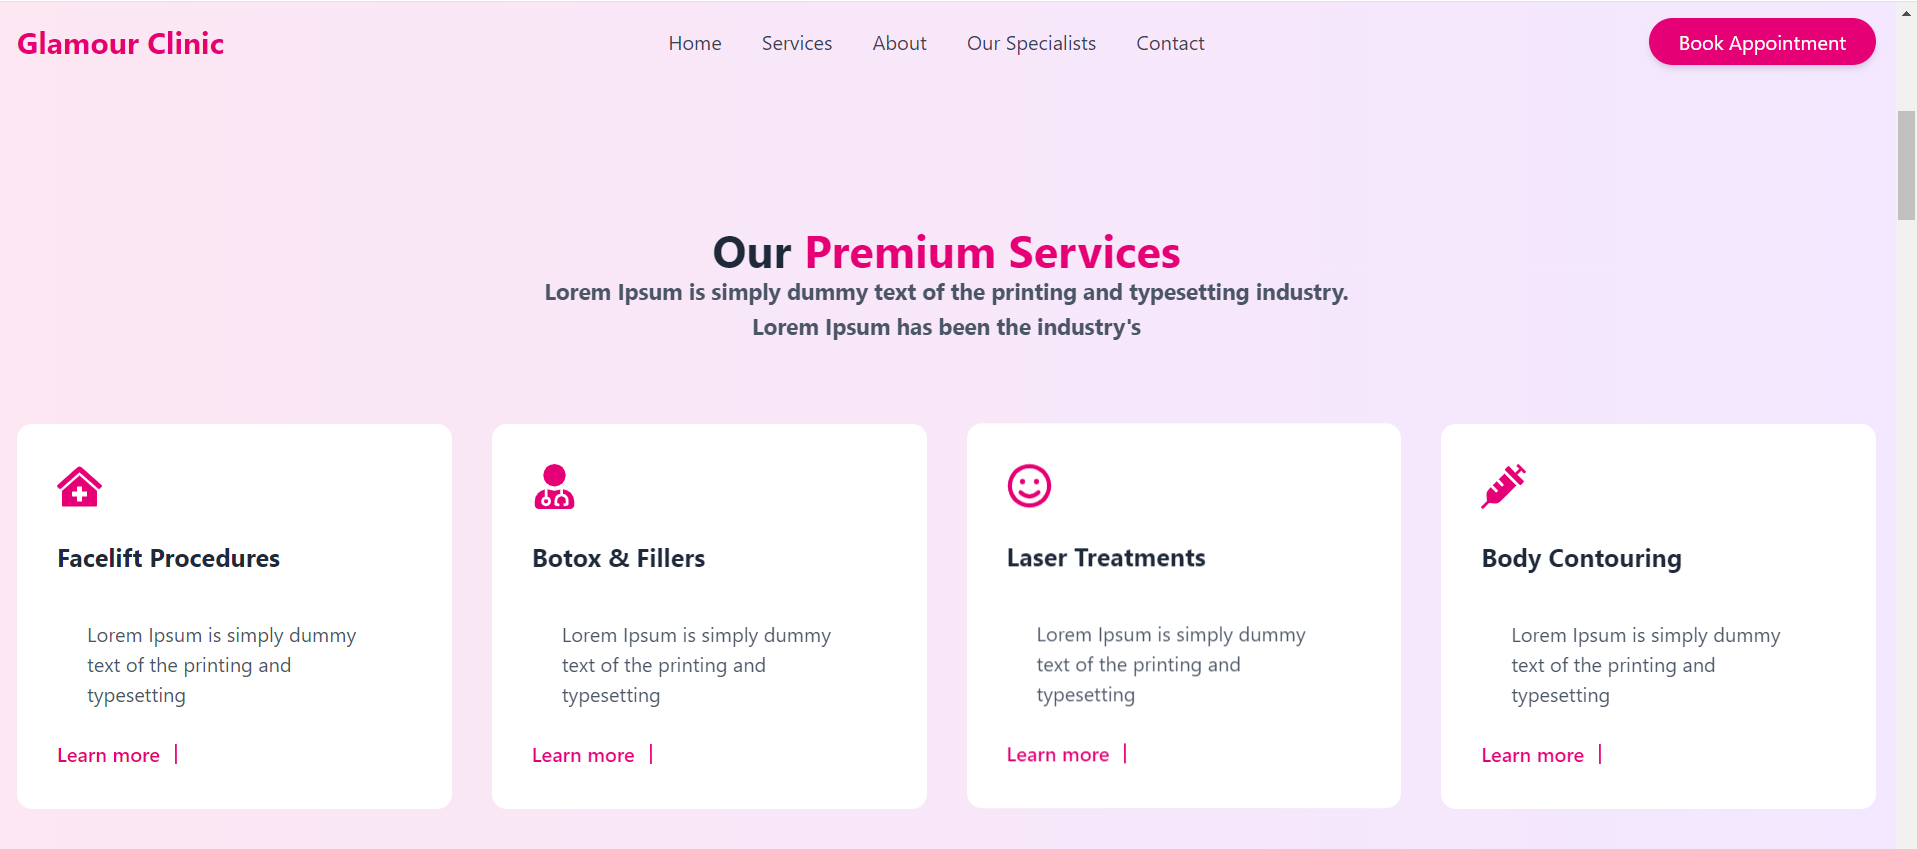 Glamour Clinic
Home Services About Our Specialists Contact
Book Appointment
Our Premium Services
Lorem Ipsum is simply dummy text of the printing and typesetting industry.
Lorem Ipsum has been the industry's
Facelift Procedures
Lorem Ipsum is simply dummy
text of the printing and
typesetting
Learn more |
Botox & Fillers
Lorem Ipsum is simply dummy
text of the printing and
typesetting
Learn more |
Laser Treatments
Lorem Ipsum is simply dummy
text of the printing and
typesetting
Learn more |
Body Contouring
Lorem Ipsum is simply dummy
text of the printing and
typesetting
Learn more |